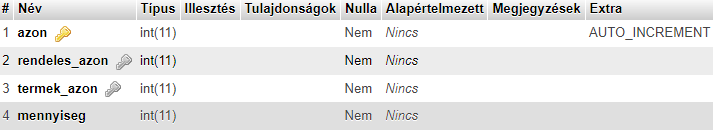 # Név Típus Illesztés Tulajdonságok Nulla Alapértelmezett Megjegyzések Extra
1 azon int(11) Nem Nincs AUTO_INCREMENT
2 rendeles_azon int(11) Nem Nincs
3 termek_azon int(11) Nem Nincs
4 mennyiseg int(11) Nem Nincs